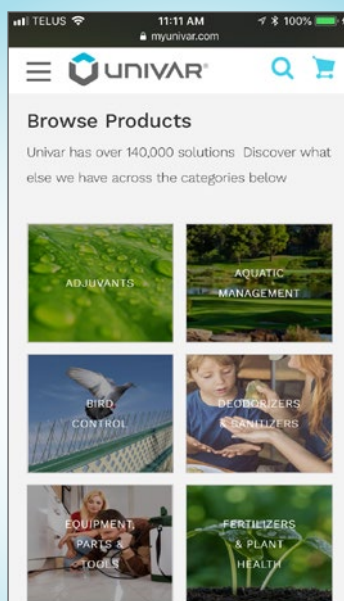 TELUS 11:11 AM 100%
myunivar.com
UNIVAR
Browse Products
Univar has over 140,000 solutions Discover what
else we have across the categories below
ADJUVANTS
AQUATIC
MANAGEMENT
BIRD
CONTROL
DEODORIZERS
& SANITIZERS
EQUIPMENT,
PARTS &
TOOLS
FERTILIZERS
& PLANT
HEALTH